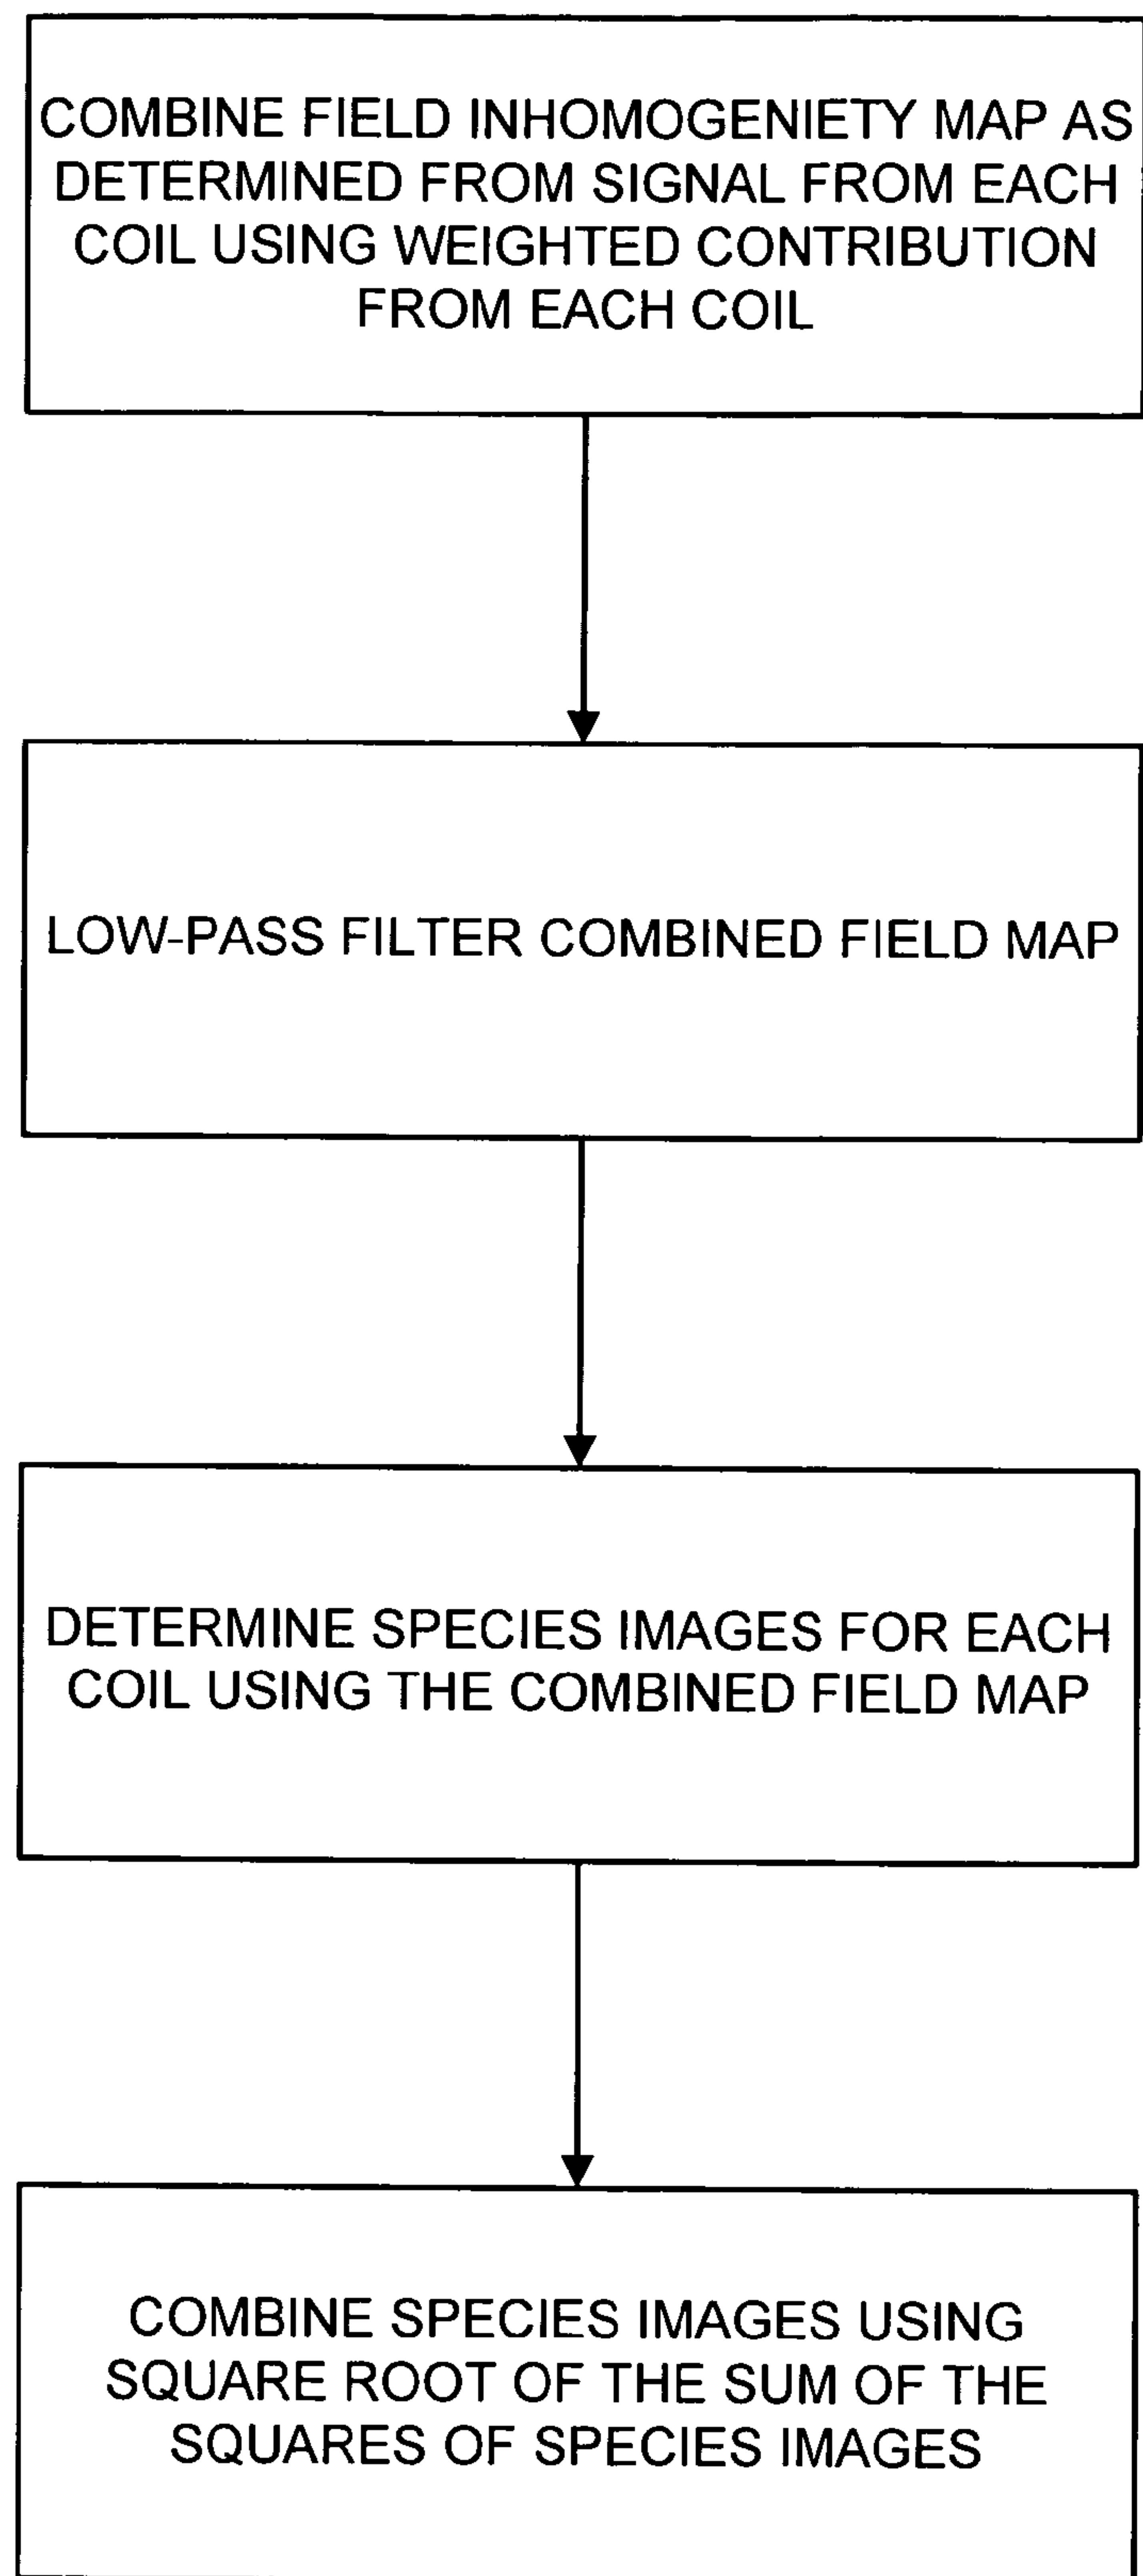 COMBINE FIELD INHOMOGENIETY MAP AS
DETERMINED FROM SIGNAL FROM EACH
COIL USING WEIGHTED CONTRIBUTION
FROM EACH COIL
LOW-PASS FILTER COMBINED FIELD MAP
DETERMINE SPECIES IMAGES FOR EACH
COIL USING THE COMBINED FIELD MAP
COMBINE SPECIES IMAGES USING
SQUARE ROOT OF THE SUM OF THE
SQUARES OF SPECIES IMAGES